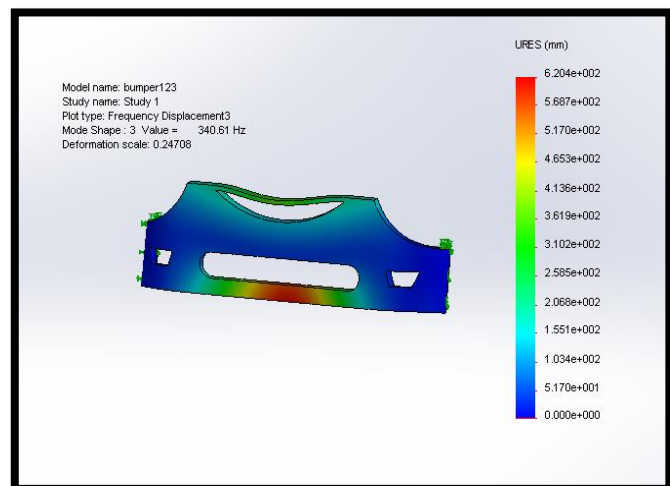 URES (mm)
Model name: bumper123
Study name: Study 1
Plot type: Frequency Displacement3
Mode Shape : 3 Value = 340.61 Hz
Deformation scale: 0.24708
6.204e+002
5.687e+002
5.170e+002
4.653e+002
4.136e+002
3.619e+002
3.102e+002
2.585e+002
2.068e+002
1.551e+002
1.034e+002
5.170e+001
0.000e+000